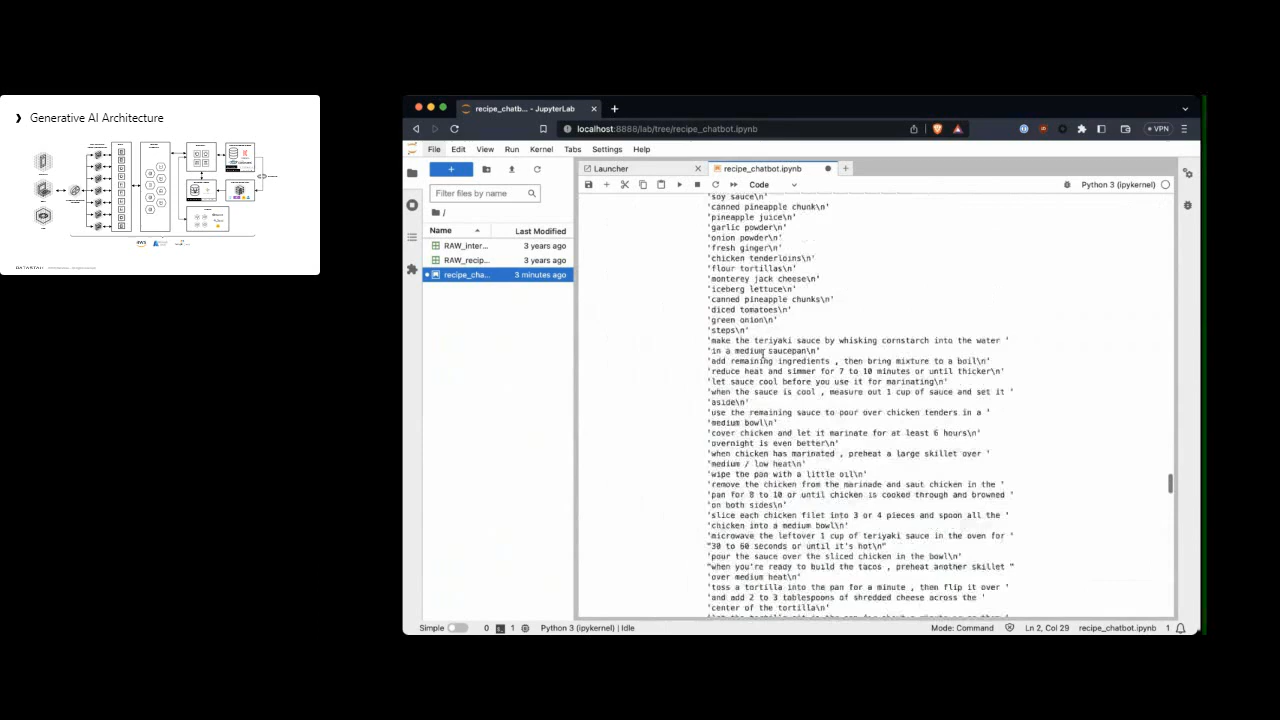 ❯ Generative AI Architecture
aws
DATASTAX
recipe_chatb... - JupyterLab
localhost:8888/lab/tree/recipe_chatbot.ipynb
VPN
File Edit View Run Kernel Tabs Settings Help
Launcher
recipe_chatbot.ipynb
Filter files by name
Code
Python 3 (ipykernel)
/
Name Last Modified
RAW_inter... 3 years ago
RAW_recip... 3 years ago
recipe_cha... 3 minutes ago
'soy sauce\n'
'canned pineapple chunk\n'
'pineapple juice\n'
'garlic powder\n'
'onion powder\n'
'fresh ginger\n'
'chicken tenderloins\n'
'flour tortillas\n'
'monterey jack cheese\n'
'iceberg lettuce\n'
'canned pineapple chunks\n'
'diced tomatoes\n'
'green onion\n'
'steps\n'
'make the teriyaki sauce by whisking cornstarch into the water '
'in a medium saucepan\n'
'add remaining ingredients , then bring mixture to a boil\n'
'reduce heat and simmer for 7 to 10 minutes or until thicker\n'
'let sauce cool before you use it for marinating\n'
'when the sauce is cool , measure out 1 cup of sauce and set it '
'aside\n'
'use the remaining sauce to pour over chicken tenders in a '
'medium bowl\n'
'cover chicken and let it marinate for at least 6 hours\n'
'overnight is even better\n'
'when chicken has marinated , preheat a large skillet over '
'medium / low heat\n'
'wipe the pan with a little oil\n'
'remove the chicken from the marinade and saut chicken in the '
'pan for 8 to 10 or until chicken is cooked through and browned '
'on both sides\n'
'slice each chicken filet into 3 or 4 pieces and spoon all the '
'chicken into a medium bowl\n'
'microwave the leftover 1 cup of teriyaki sauce in the oven for '
"30 to 60 seconds or until it's hot\n"
'pour the sauce over the sliced chicken in the bowl\n'
"when you're ready to build the tacos , preheat another skillet "
'over medium heat\n'
'toss a tortilla into the pan for a minute , then flip it over '
'and add 2 to 3 tablespoons of shredded cheese across the '
'center of the tortilla\n'
Simple 0 1 Python 3 (ipykernel) | Idle
Mode: Command Ln 2, Col 29 recipe_chatbot.ipynb 1